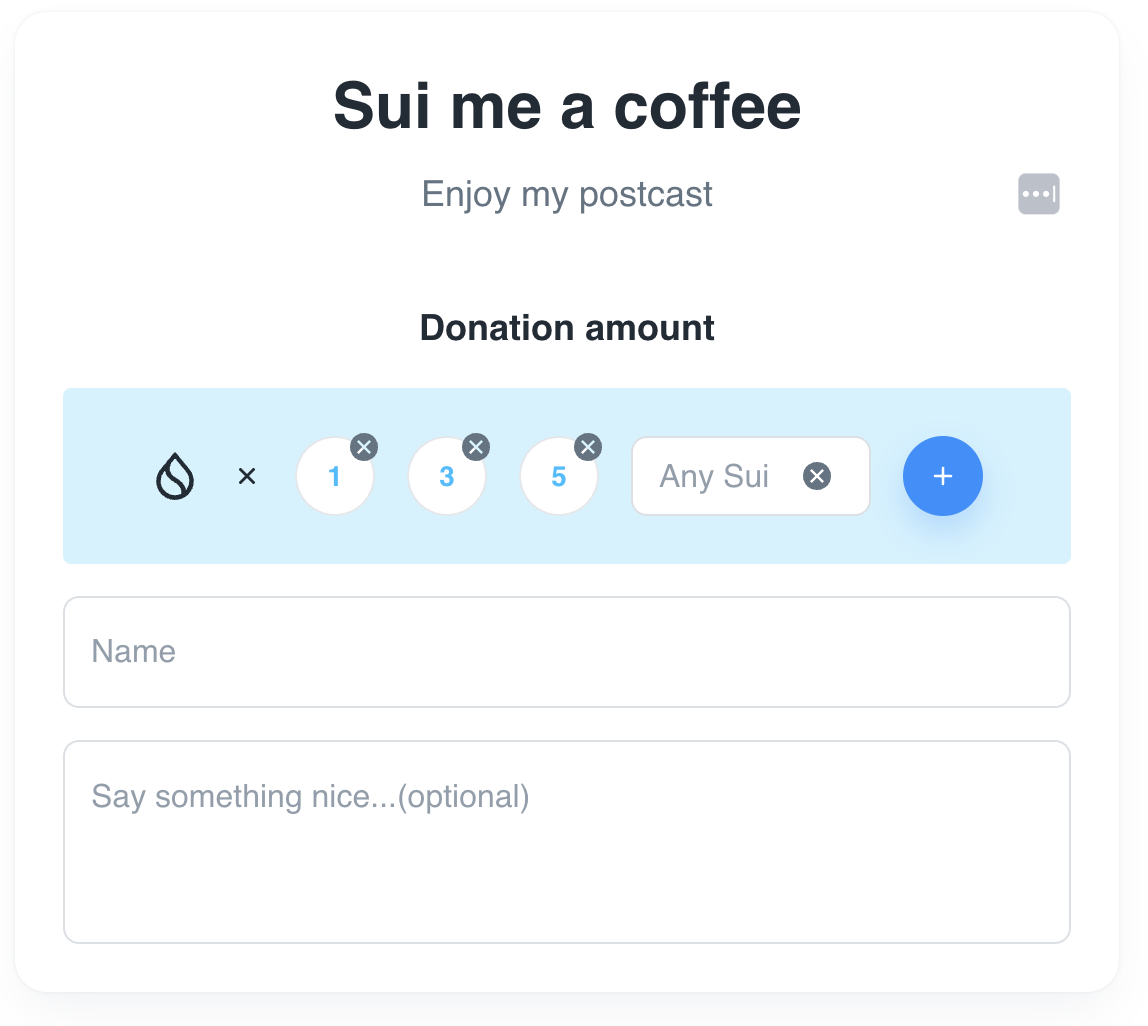 Sui me a coffee
Enjoy my postcast
Donation amount
1 3 5 Any Sui
Name
Say something nice...(optional)